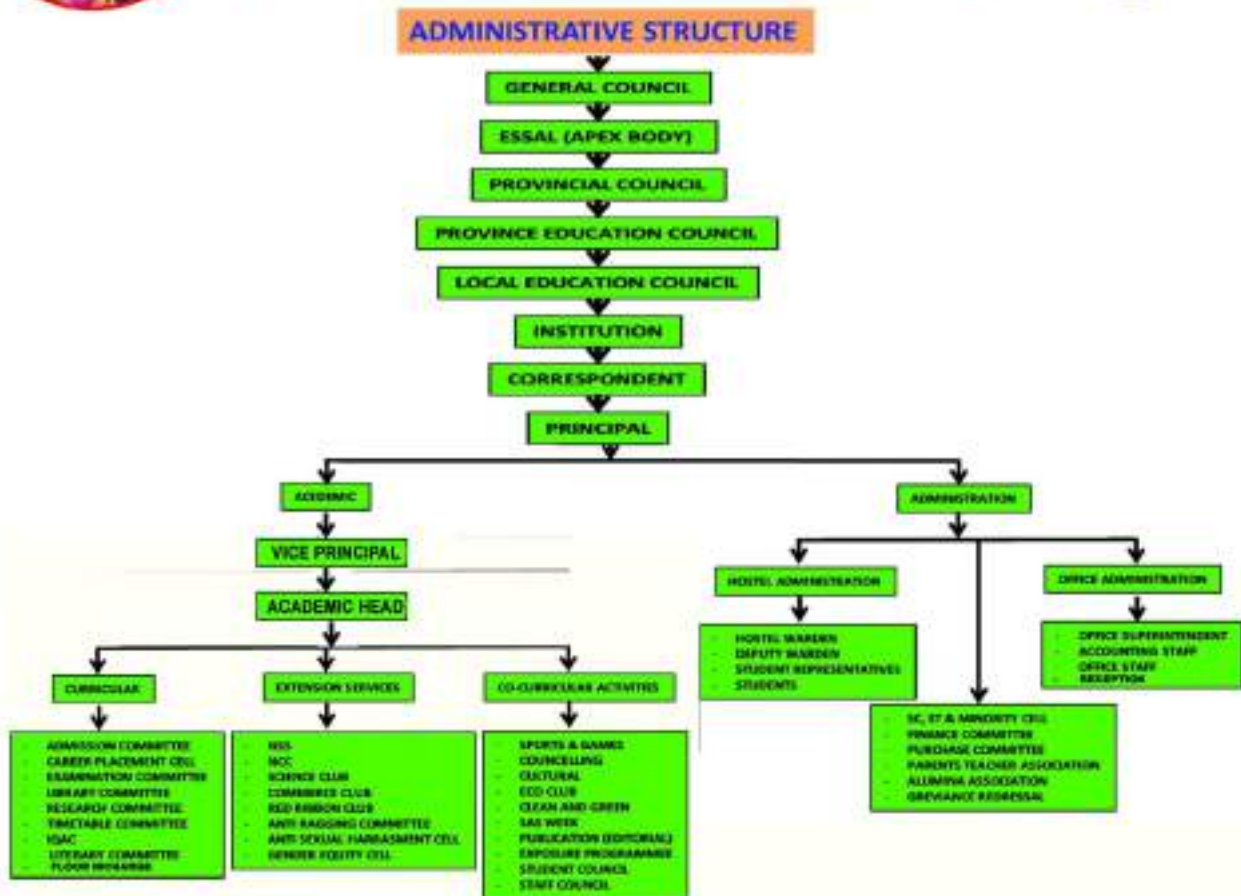 ADMINISTRATIVE STRUCTURE
GENERAL COUNCIL
ESSAL (APEX BODY)
PROVINCIAL COUNCIL
PROVINCE EDUCATION COUNCIL
LOCAL EDUCATION COUNCIL
INSTITUTION
CORRESPONDENT
PRINCIPAL
ACEDEMIC
ADMINISTRATION
VICE PRINCIPAL
ACADEMIC HEAD
HOSTEL ADMINISTRATION
OFFICE ADMINISTRATION
- HOSTEL WARDEN
- DEPUTY WARDEN
- STUDENT REPRESENTATIVES
- STUDENTS
- OFFICE SUPERINTENDENT
- ACCOUNTING STAFF
- OFFICE STAFF
- RECEPTION
CURRICULAR
EXTENSION SERVICES
CO-CURRICULAR ACTIVITIES
- SC, ST & MINORITY CELL
- FINANCE COMMITTEE
- PURCHASE COMMITTEE
- PARENTS TEACHER ASSOCIATION
- ALUMINA ASSOCIATION
- GREVIANCE REDRESSAL
- ADMISSION COMMITTEE
- CAREER PLACEMENT CELL
- EXAMINATION COMMITTEE
- LIBRARY COMMITTEE
- RESEARCH COMMITTEE
- TIMETABLE COMMITTEE
- IQAC
- LITERARY COMMITTEE
- FLOOR
- NSS
- NCC
- SCIENCE CLUB
- COMMERCE CLUB
- RED RIBBON CLUB
- ANTI RAGGING COMMITTEE
- ANTI SEXUAL HARRASMENT CELL
- GENDER EQUITY CELL
- SPORTS & GAMES
- COUNCELLING
- CULTURAL
- ECO CLUB
- CLEAN AND GREEN
- SAS WEEK
- PUBLICATION (EDITORIAL)
- EXPOSURE PROGRAMMEE
- STUDENT COUNCIL
- STAFF COUNCIL